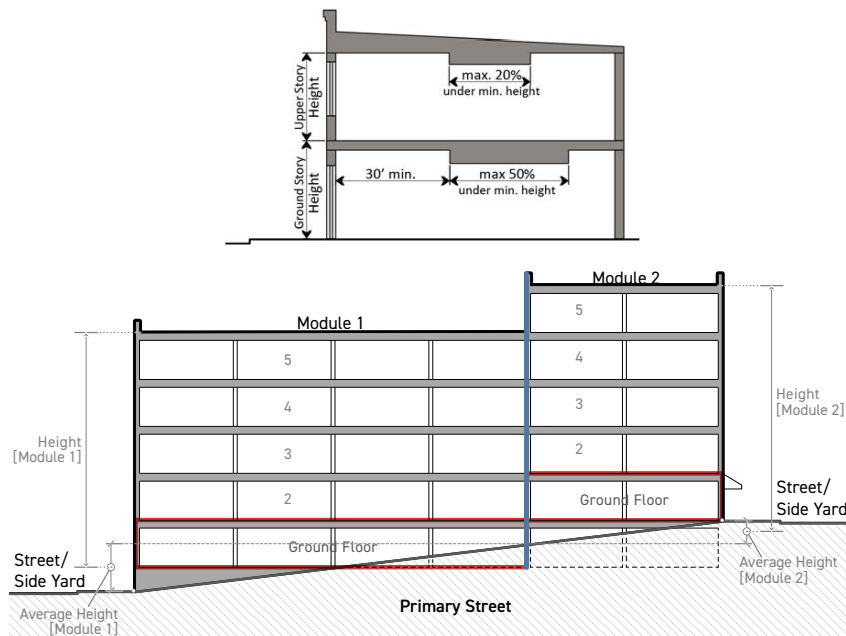 Upper Story
Height
max. 20%
under min. height
Ground Story
Height
30' min.
max 50%
under min. height
Module 2
Module 1
5
5
4
4
Height
[Module 1]
3
3
Height
[Module 2]
2
2
Ground Floor
Street/
Side Yard
Ground Floor
Street/
Side Yard
Average Height
[Module 2]
Primary Street
Average Height
[Module 1]